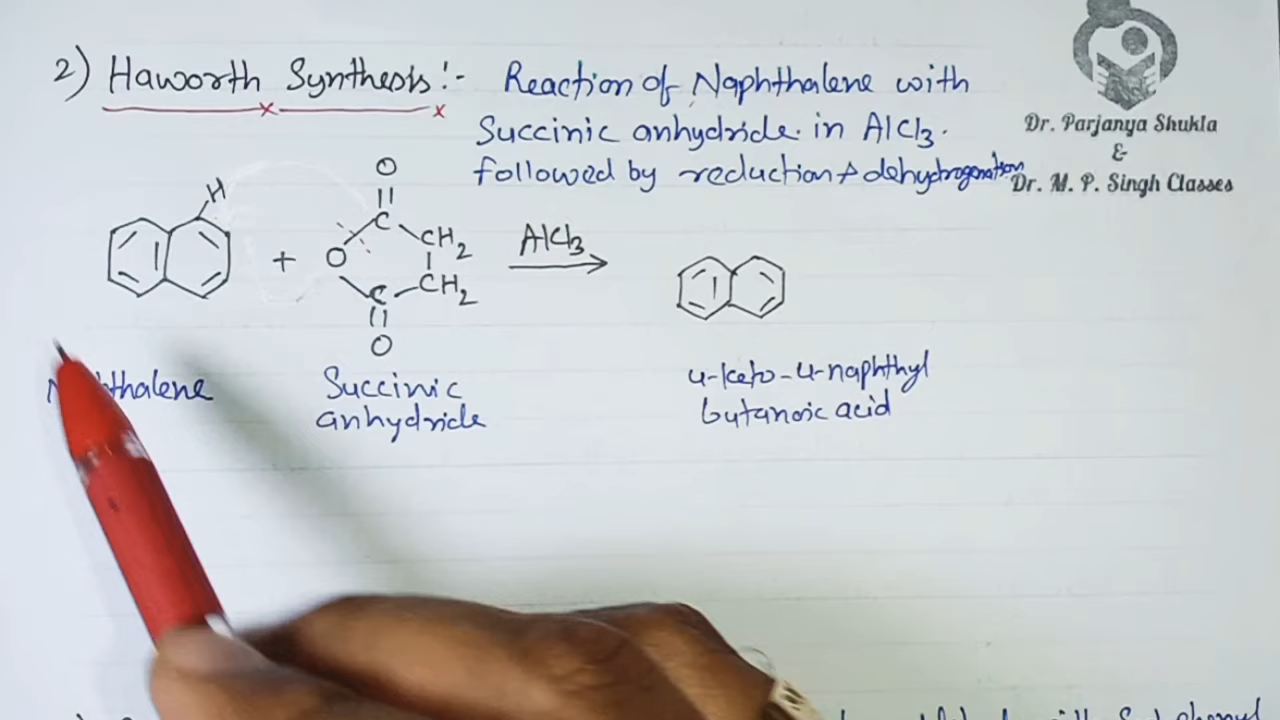 2) Haworth Synthesis:- Reaction of Naphthalene with
Succinic anhydride in AlCl3.
followed by reduction & dehydrogenation
Dr. Parjanya Shukla
&
Dr. M. P. Singh Classes
H
+
O
C
CH2
O
CH2
C
O
AlCl3
hthalene
Succinic
anhydride
4-keto-4-naphthyl
butanoic acid